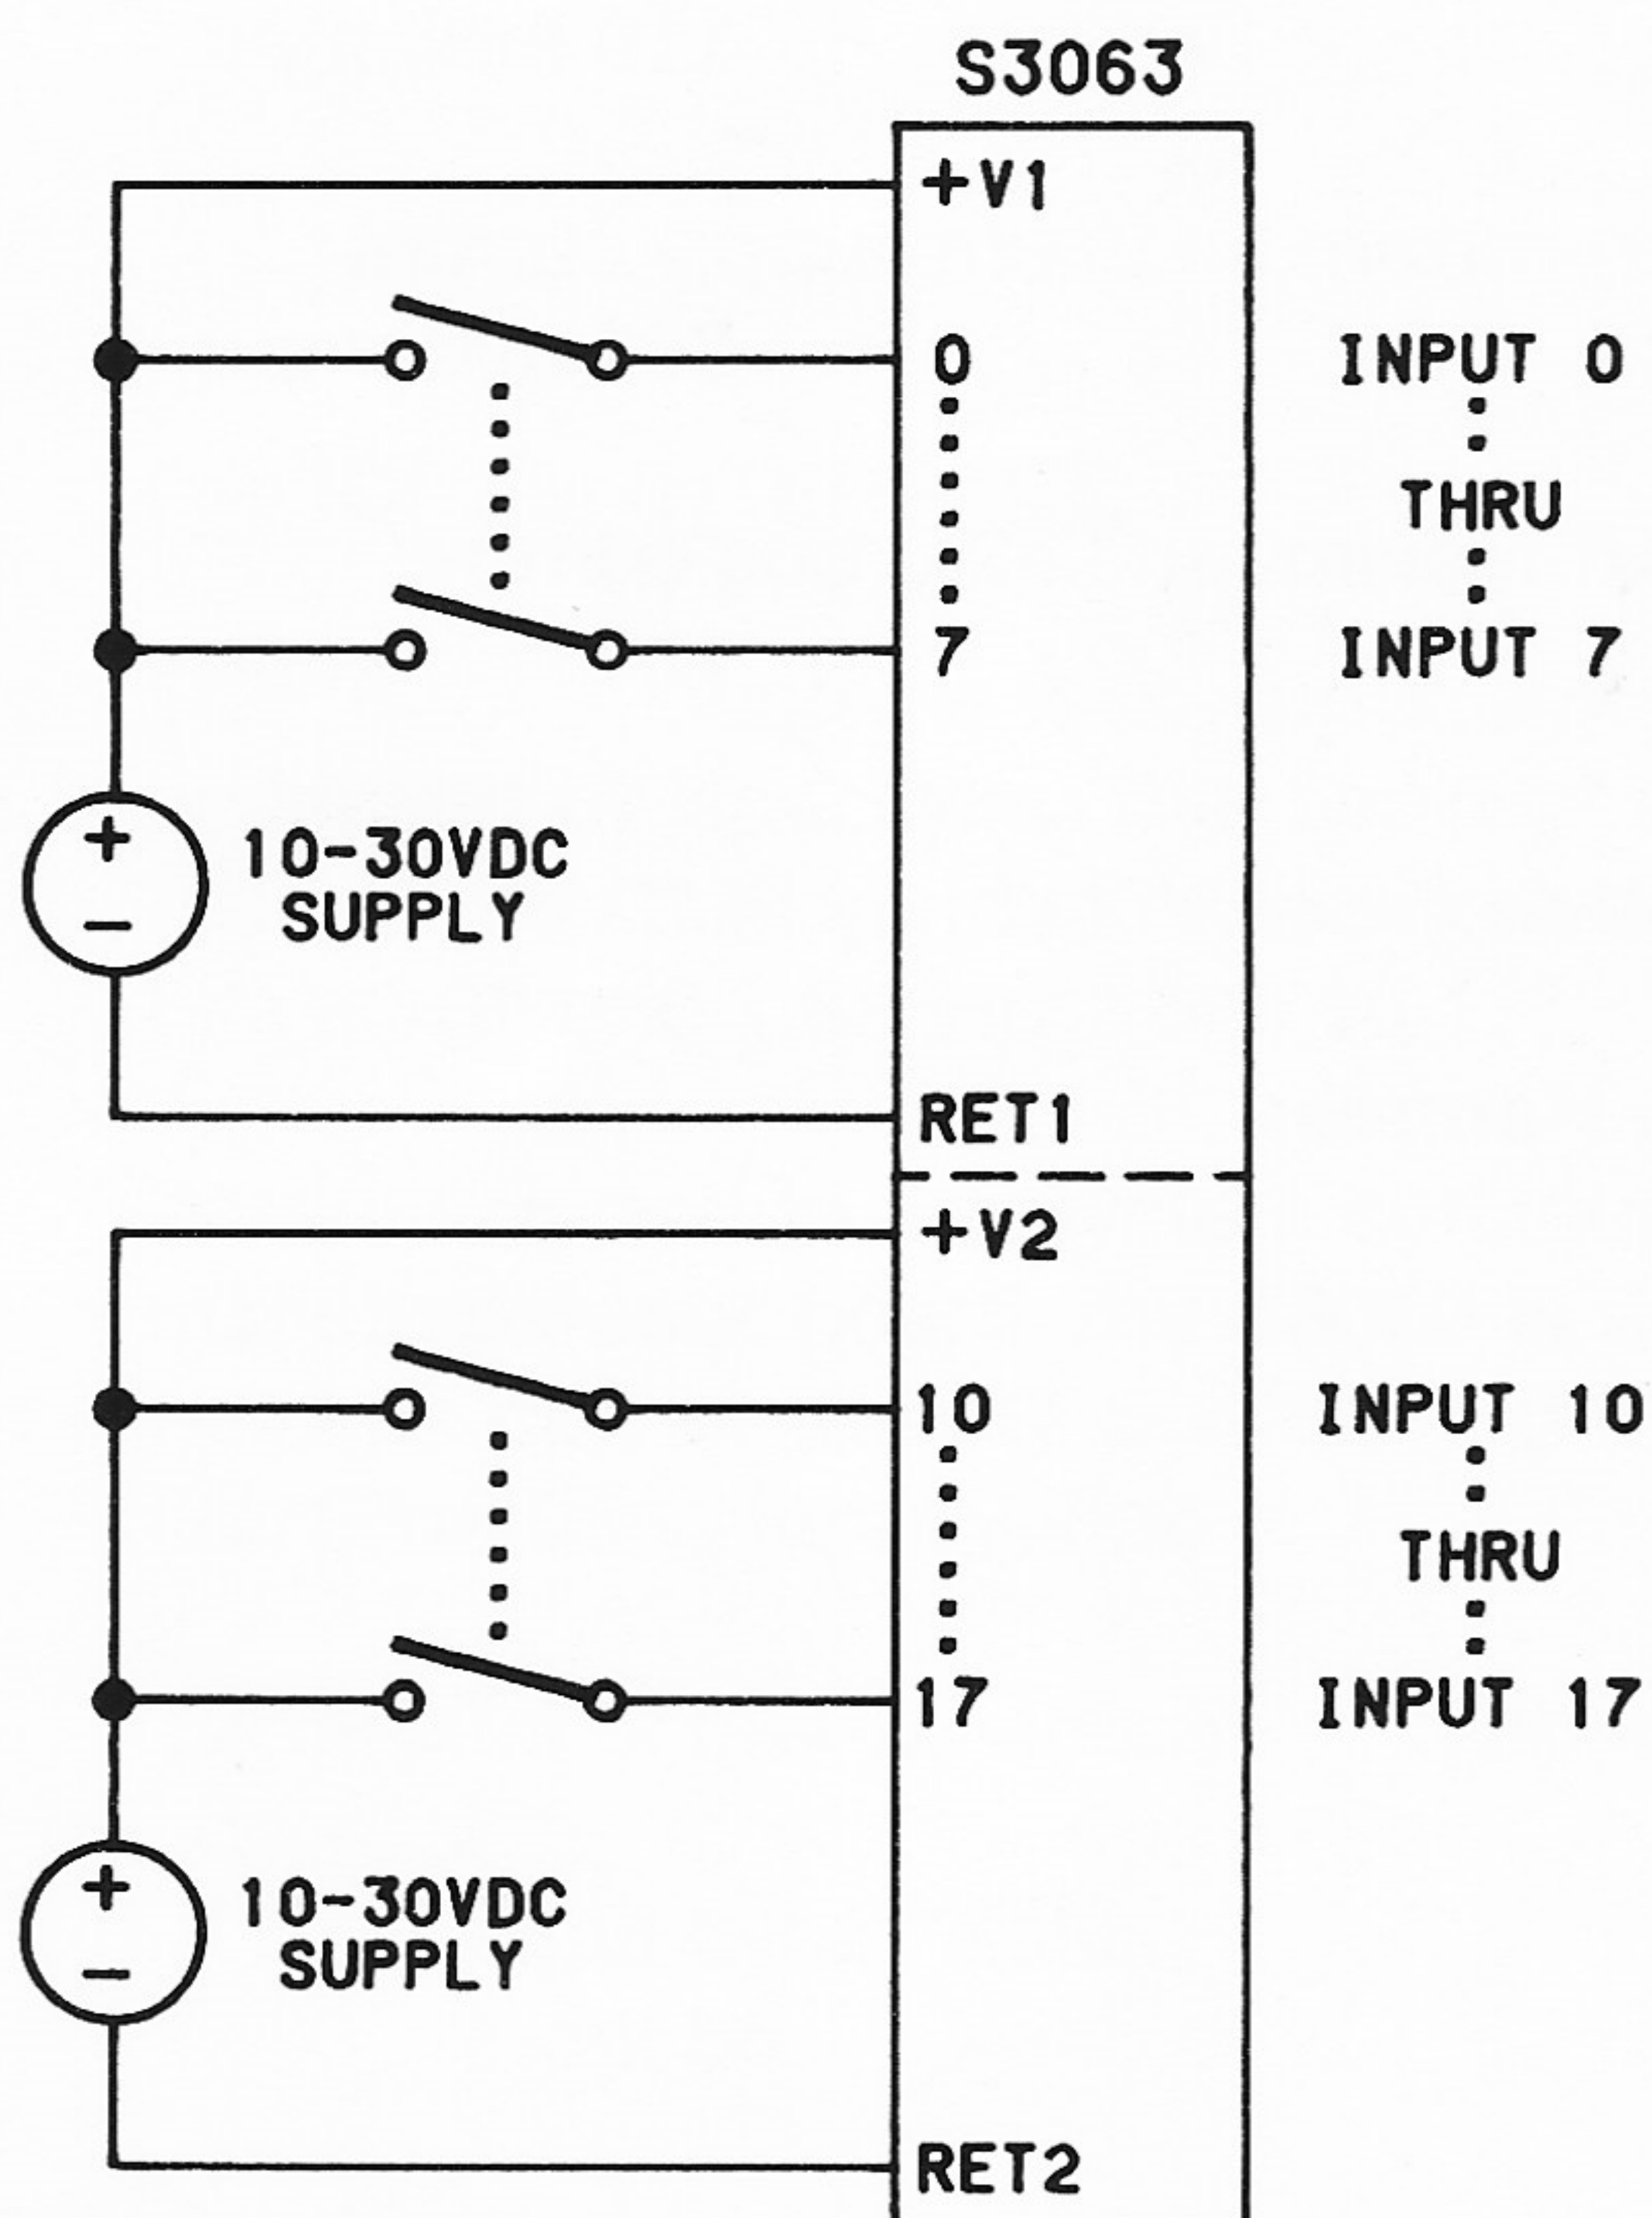 S3063
+V1
0 INPUT 0
THRU
7 INPUT 7
+
10-30VDC
SUPPLY
−
RET1
+V2
10 INPUT 10
THRU
17 INPUT 17
+
10-30VDC
SUPPLY
−
RET2